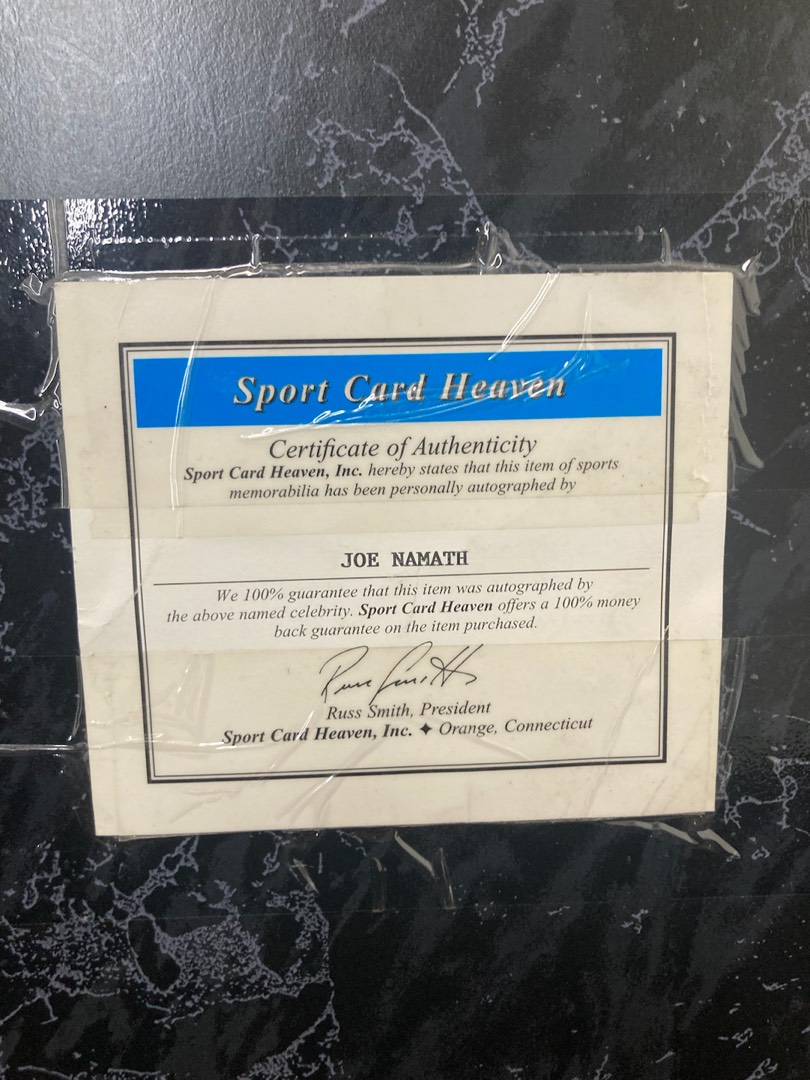 Sport Card Heaven
Certificate of Authenticity
Sport Card Heaven, Inc. hereby states that this item of sports
memorabilia has been personally autographed by
JOE NAMATH
We 100% guarantee that this item was autographed by
the above named celebrity. Sport Card Heaven offers a 100% money
back guarantee on the item purchased.
Russ Smith
Russ Smith, President
Sport Card Heaven, Inc. ✦ Orange, Connecticut